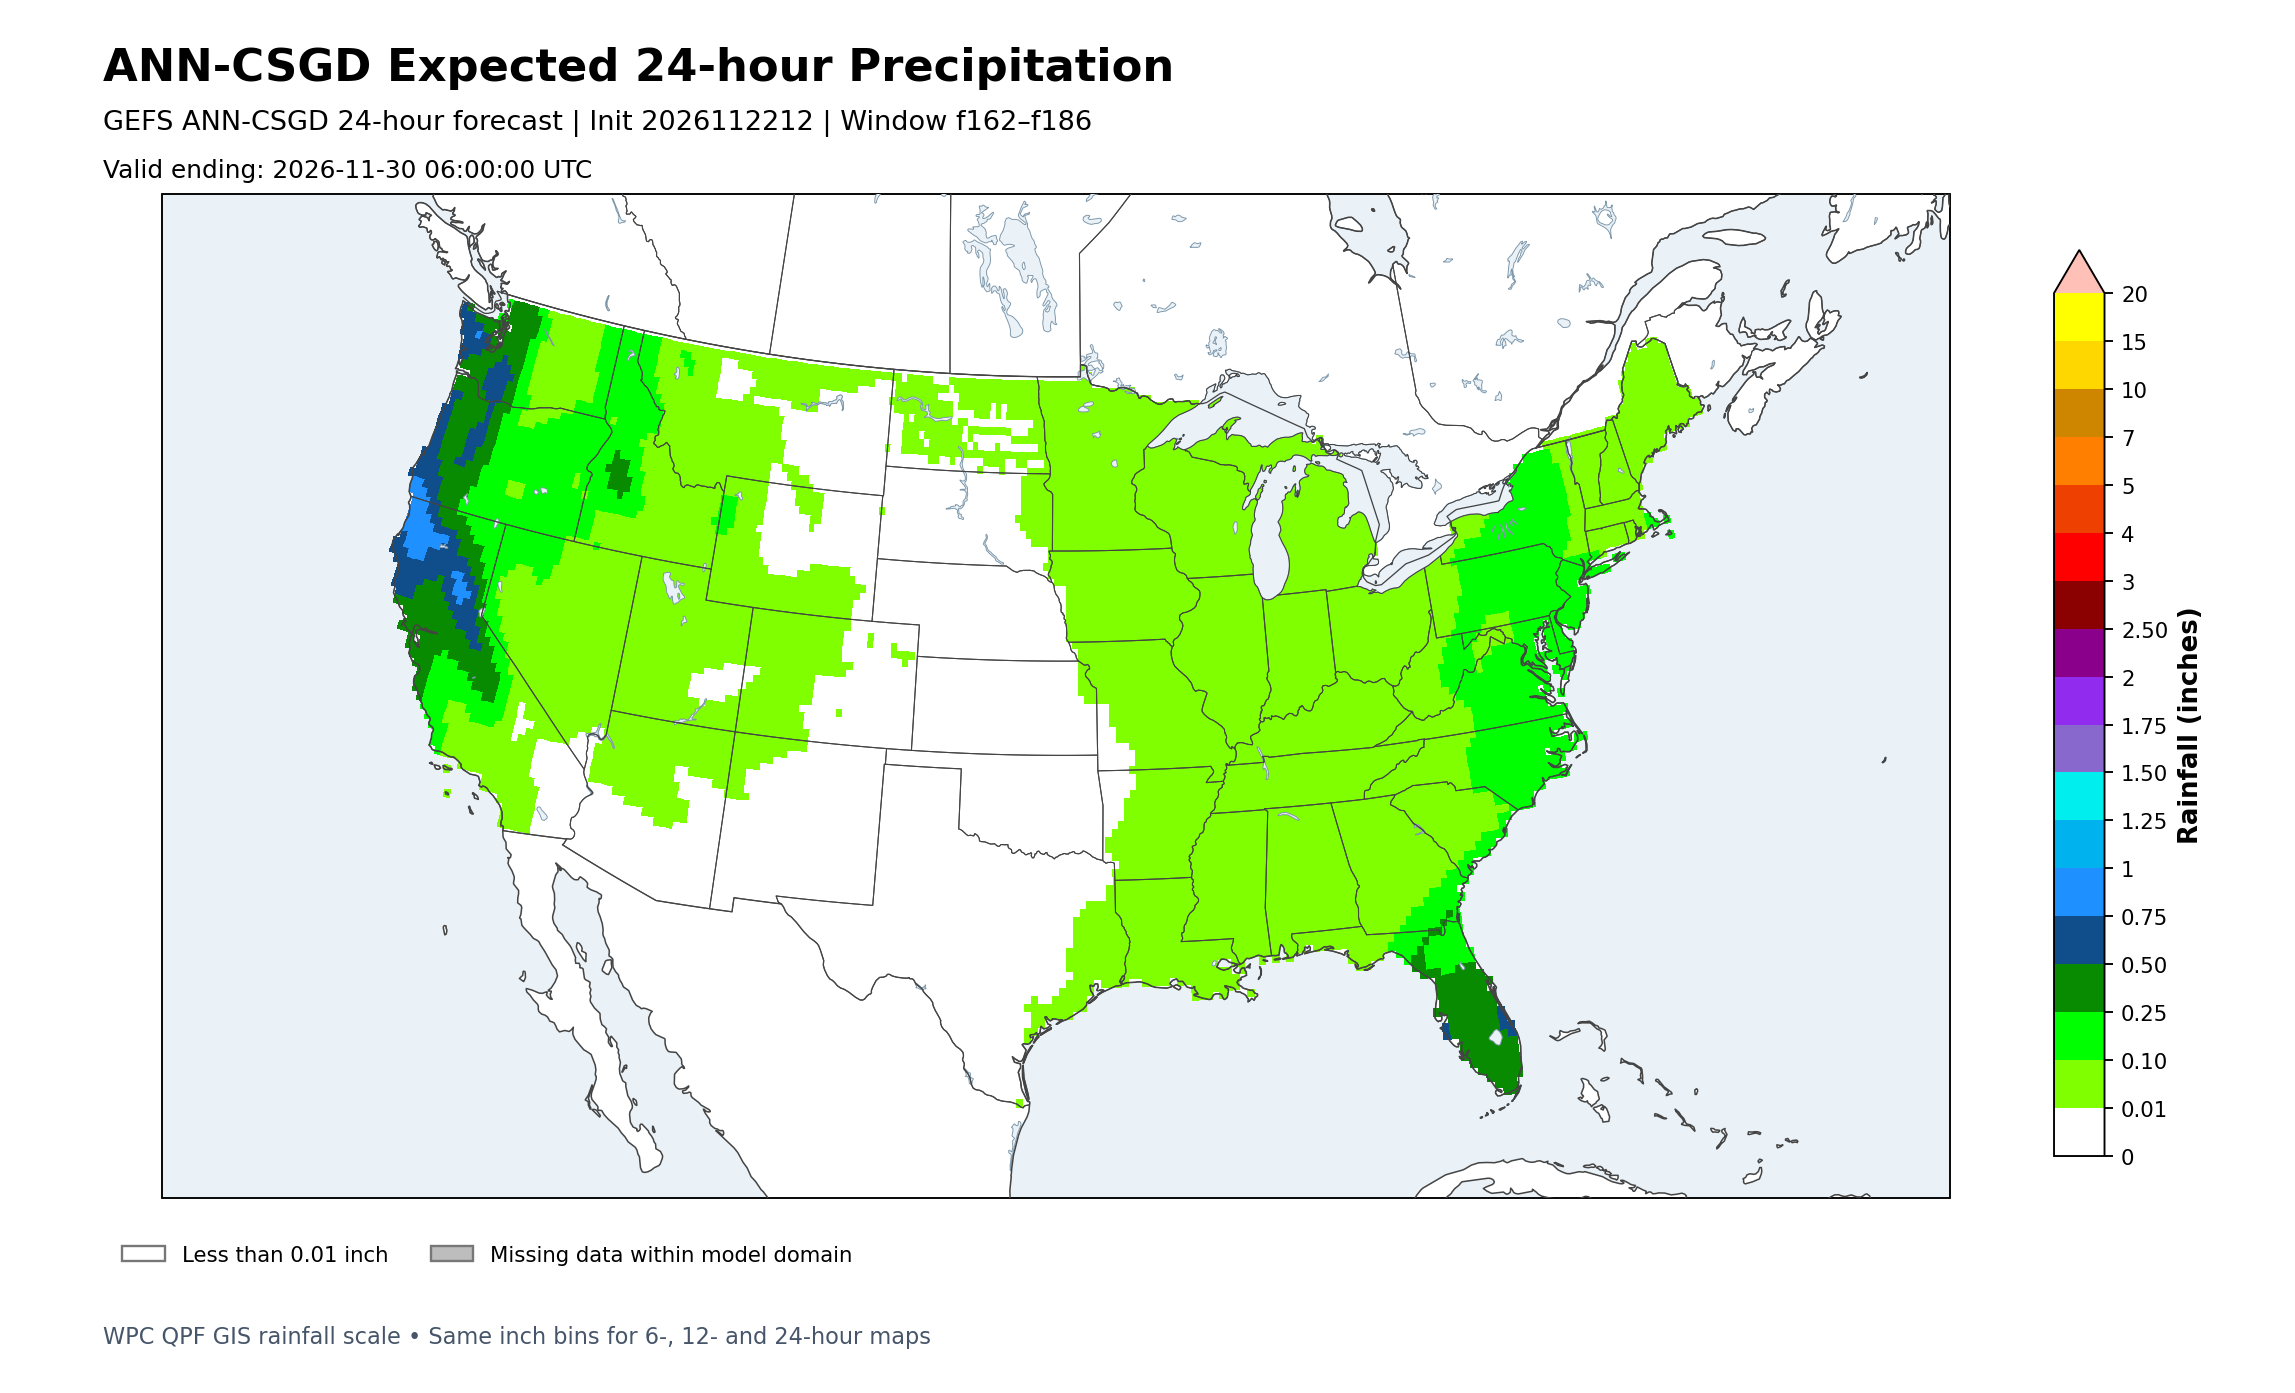 ANN-CSGD Expected 24-hour Precipitation
GEFS ANN-CSGD 24-hour forecast | Init 2026112212 | Window f162–f186
Valid ending: 2026-11-30 06:00:00 UTC
20
15
10
7
5
4
3
2.50
2
1.75
1.50
1.25
1
0.75
0.50
0.25
0.10
0.01
0
Rainfall (inches)
Less than 0.01 inch
Missing data within model domain
WPC QPF GIS rainfall scale • Same inch bins for 6-, 12- and 24-hour maps